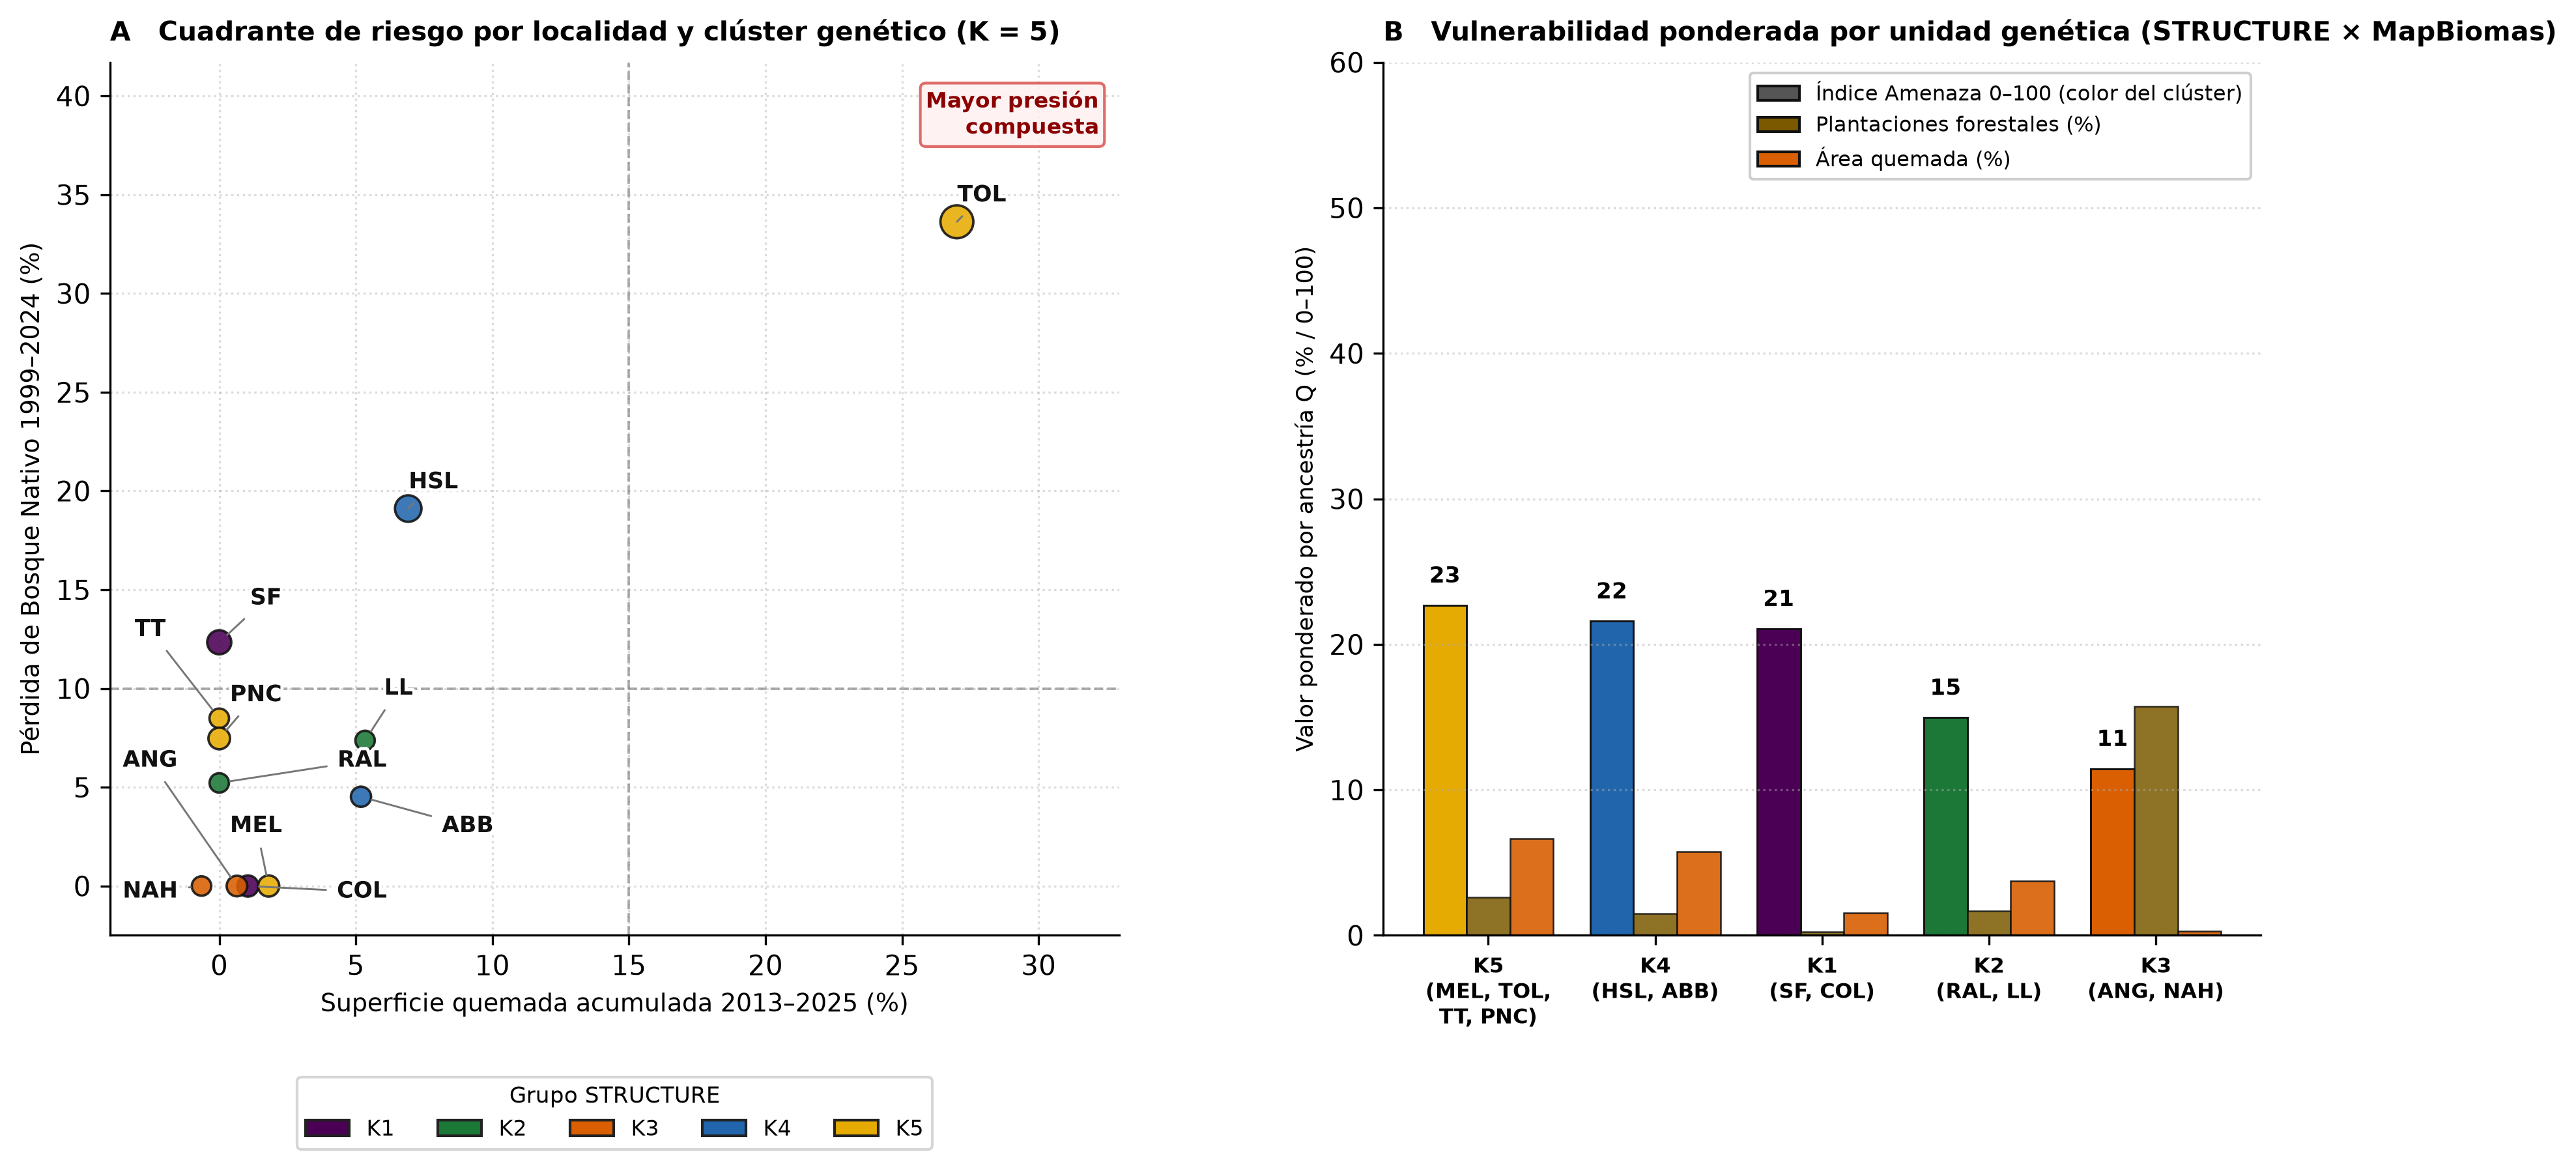 A Cuadrante de riesgo por localidad y clúster genético (K = 5)
Pérdida de Bosque Nativo 1999–2024 (%)
40
35
30
25
20
15
10
5
0
Mayor presión
compuesta
TOL
HSL
SF
TT
PNC
LL
ANG
RAL
MEL
ABB
NAH
COL
0 5 10 15 20 25 30
Superficie quemada acumulada 2013–2025 (%)
Grupo STRUCTURE
K1 K2 K3 K4 K5
B Vulnerabilidad ponderada por unidad genética (STRUCTURE × MapBiomas)
Valor ponderado por ancestría Q (% / 0–100)
60
50
40
30
20
10
0
Índice Amenaza 0–100 (color del clúster)
Plantaciones forestales (%)
Área quemada (%)
23
22
21
15
11
K5
(MEL, TOL,
TT, PNC)
K4
(HSL, ABB)
K1
(SF, COL)
K2
(RAL, LL)
K3
(ANG, NAH)